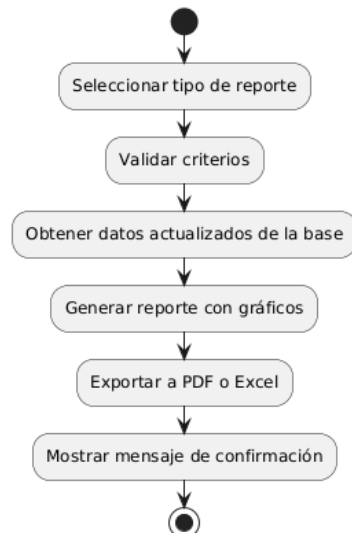 Seleccionar tipo de reporte
Validar criterios
Obtener datos actualizados de la base
Generar reporte con gráficos
Exportar a PDF o Excel
Mostrar mensaje de confirmación